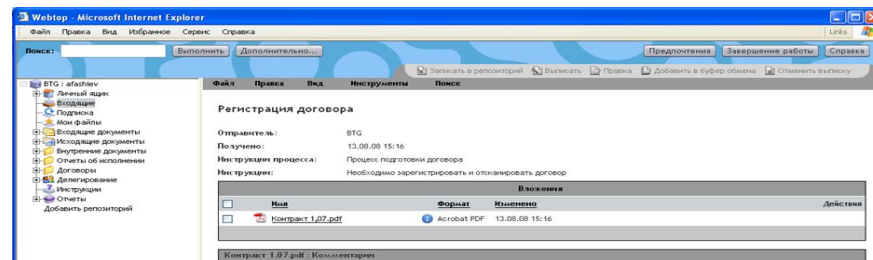 Webtop - Microsoft Internet Explorer
Файл Правка Вид Избранное Сервис Справка Links
Поиск: Выполнить Дополнительно... Предпочтения Завершение работы Справка
Записать в репозиторий Выписать Правка Добавить в буфер обмена Отменить выписку
BTG : afashiev
Личный ящик
Входящие
Подписка
Мои файлы
Входящие документы
Исходящие документы
Внутренние документы
Отчеты об исполнении
Договоры
Делегирование
Инструкции
Отчеты
Добавить репозиторий
Файл Правка Вид Инструменты Поиск
Регистрация договора
Отправитель: BTG
Получено: 13.08.08 15:16
Инструкции процесса: Процесс подготовки договора
Инструкции: Необходимо зарегистрировать и отсканировать договор
Вложения
Имя Формат Изменено Действия
Контракт 1,07.pdf Acrobat PDF 13.08.08 15:16
Контракт 1,07.pdf : Комментарии